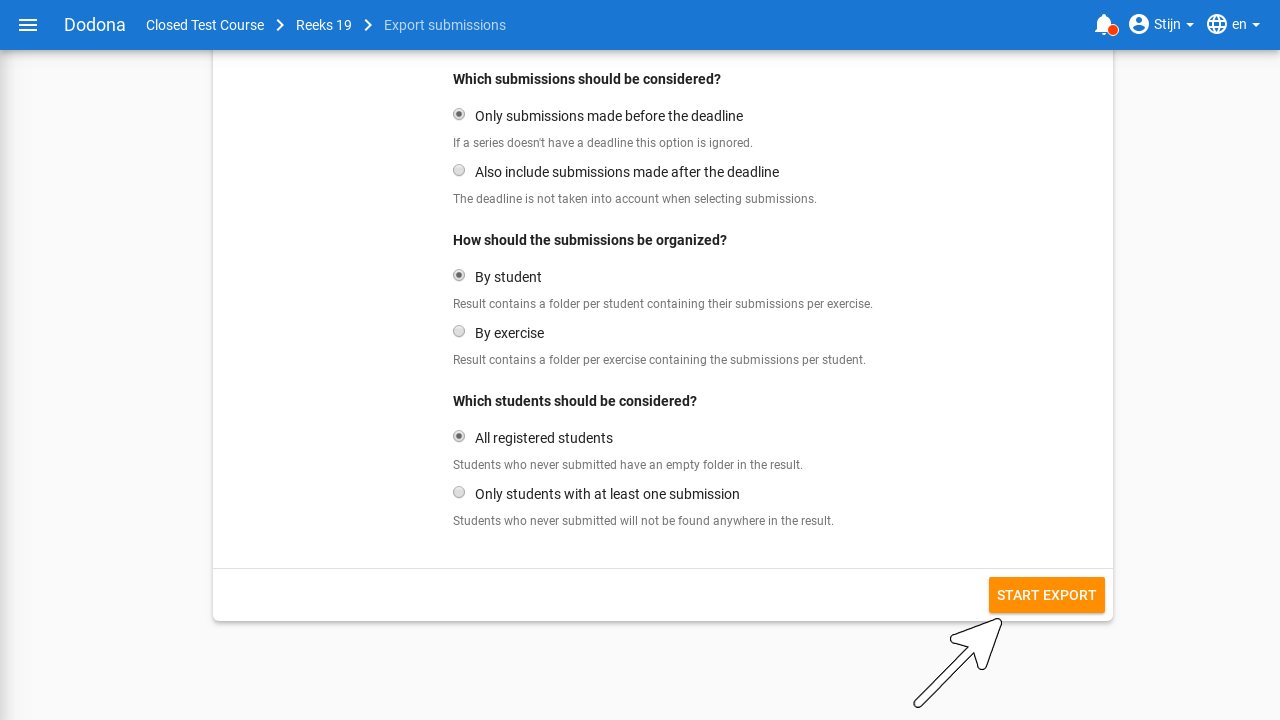 Dodona Closed Test Course Reeks 19 Export submissions Stijn en
Which submissions should be considered?
Only submissions made before the deadline
If a series doesn't have a deadline this option is ignored.
Also include submissions made after the deadline
The deadline is not taken into account when selecting submissions.
How should the submissions be organized?
By student
Result contains a folder per student containing their submissions per exercise.
By exercise
Result contains a folder per exercise containing the submissions per student.
Which students should be considered?
All registered students
Students who never submitted have an empty folder in the result.
Only students with at least one submission
Students who never submitted will not be found anywhere in the result.
START EXPORT